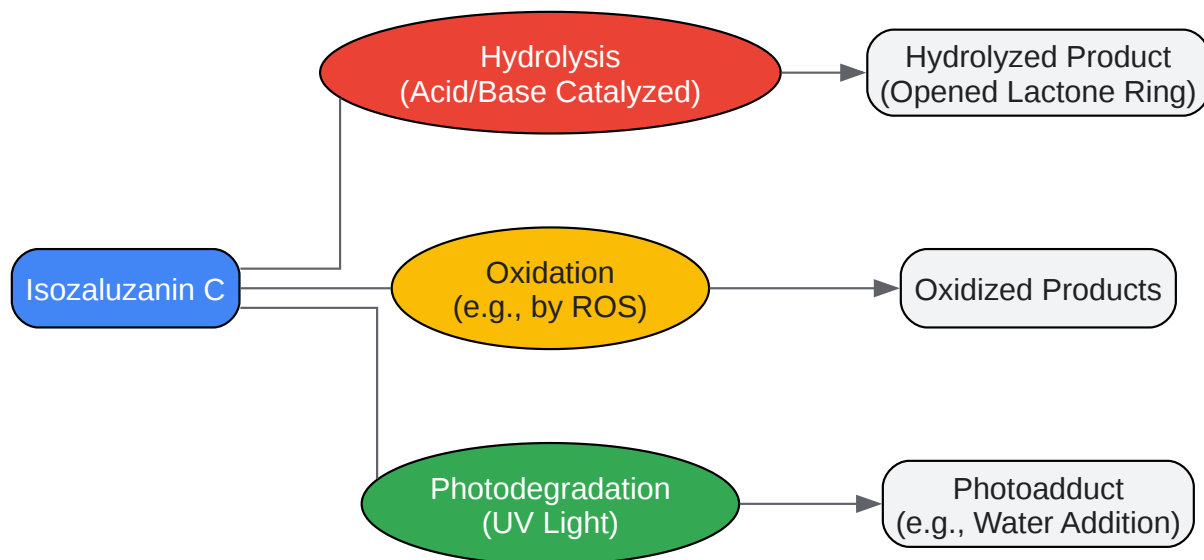 Hydrolysis
(Acid/Base Catalyzed)
Hydrolyzed Product
(Opened Lactone Ring)
Isozaluzanin C
Oxidation
(e.g., by ROS)
Oxidized Products
Photodegradation
(UV Light)
Photoadduct
(e.g., Water Addition)